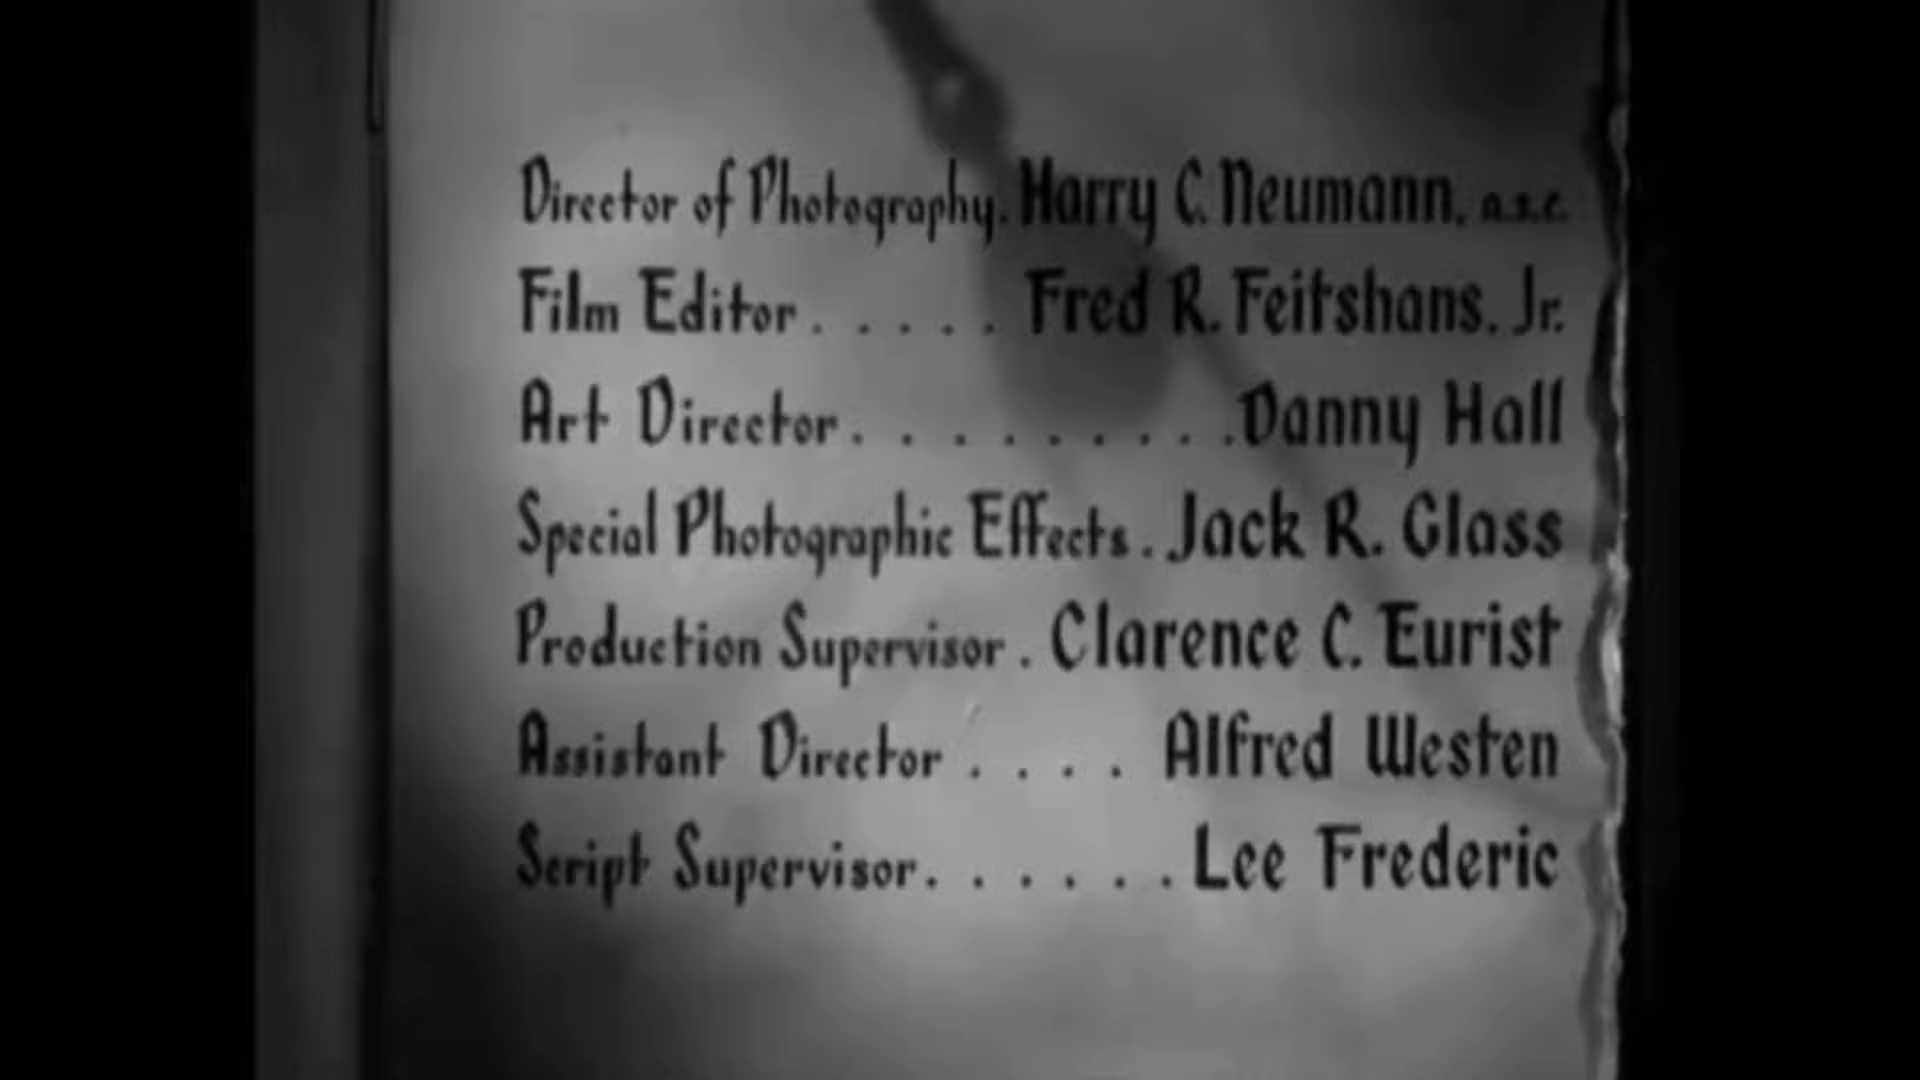 Director of Photography. Harry C. Neumann, a.s.c.
Film Editor . . . . . Fred R. Feitshans, Jr.
Art Director . . . . . . . . . Danny Hall
Special Photographic Effects . Jack R. Glass
Production Supervisor . Clarence C. Eurist
Assistant Director . . . . Alfred Westen
Script Supervisor . . . . . . Lee Frederic